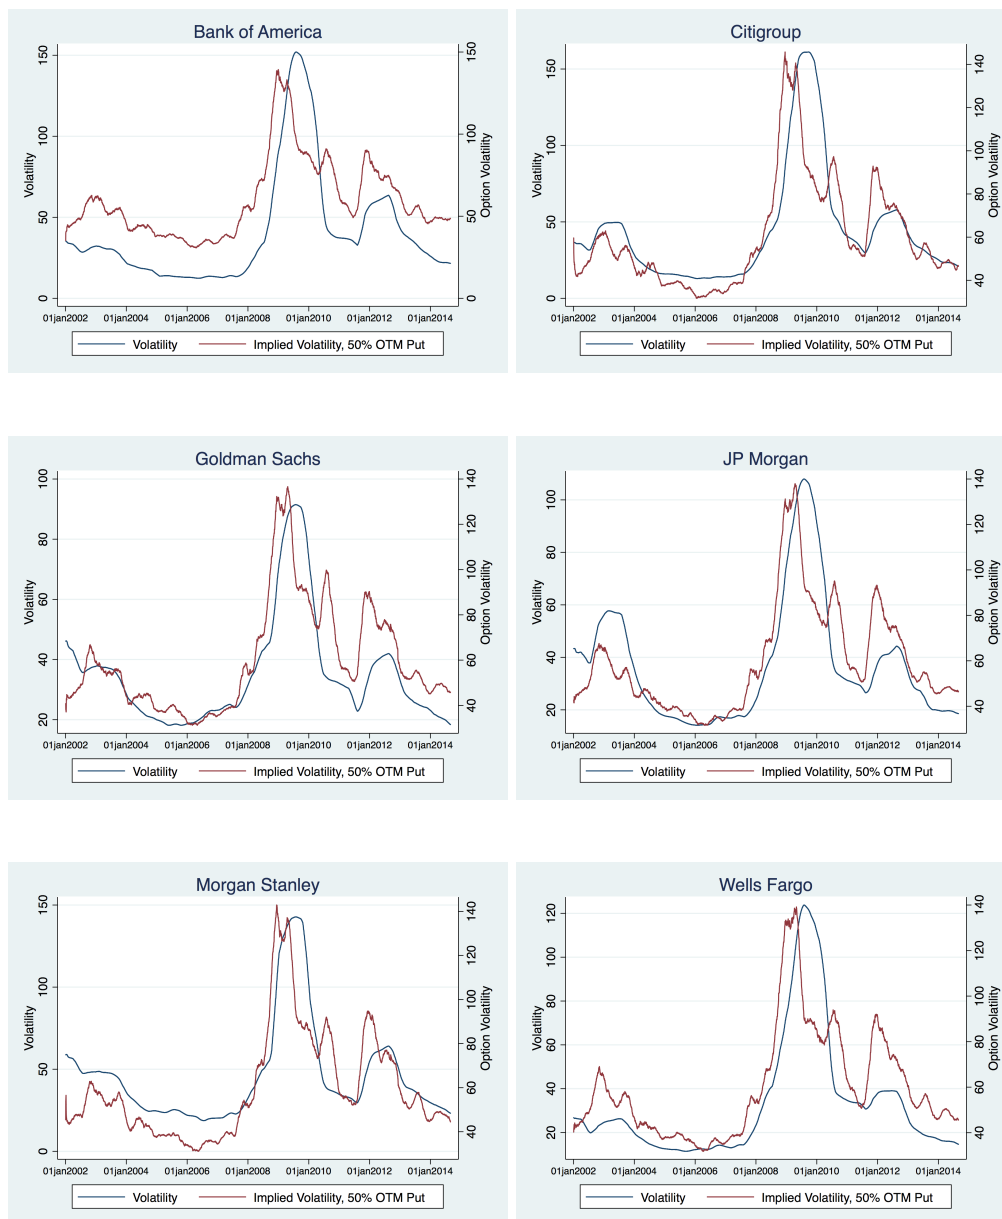 Bank of America
Volatility
0 50 100 150
Option Volatility
0 50 100 150
01jan2002 01jan2004 01jan2006 01jan2008 01jan2010 01jan2012 01jan2014
Volatility Implied Volatility, 50% OTM Put
Citigroup
Volatility
0 50 100 150
Option Volatility
40 60 80 100 120 140
01jan2002 01jan2004 01jan2006 01jan2008 01jan2010 01jan2012 01jan2014
Volatility Implied Volatility, 50% OTM Put
Goldman Sachs
Volatility
20 40 60 80 100
Option Volatility
40 60 80 100 120 140
01jan2002 01jan2004 01jan2006 01jan2008 01jan2010 01jan2012 01jan2014
Volatility Implied Volatility, 50% OTM Put
JP Morgan
Volatility
20 40 60 80 100
Option Volatility
40 60 80 100 120 140
01jan2002 01jan2004 01jan2006 01jan2008 01jan2010 01jan2012 01jan2014
Volatility Implied Volatility, 50% OTM Put
Morgan Stanley
Volatility
0 50 100 150
Option Volatility
40 60 80 100 120 140
01jan2002 01jan2004 01jan2006 01jan2008 01jan2010 01jan2012 01jan2014
Volatility Implied Volatility, 50% OTM Put
Wells Fargo
Volatility
20 40 60 80 100 120
Option Volatility
40 60 80 100 120 140
01jan2002 01jan2004 01jan2006 01jan2008 01jan2010 01jan2012 01jan2014
Volatility Implied Volatility, 50% OTM Put